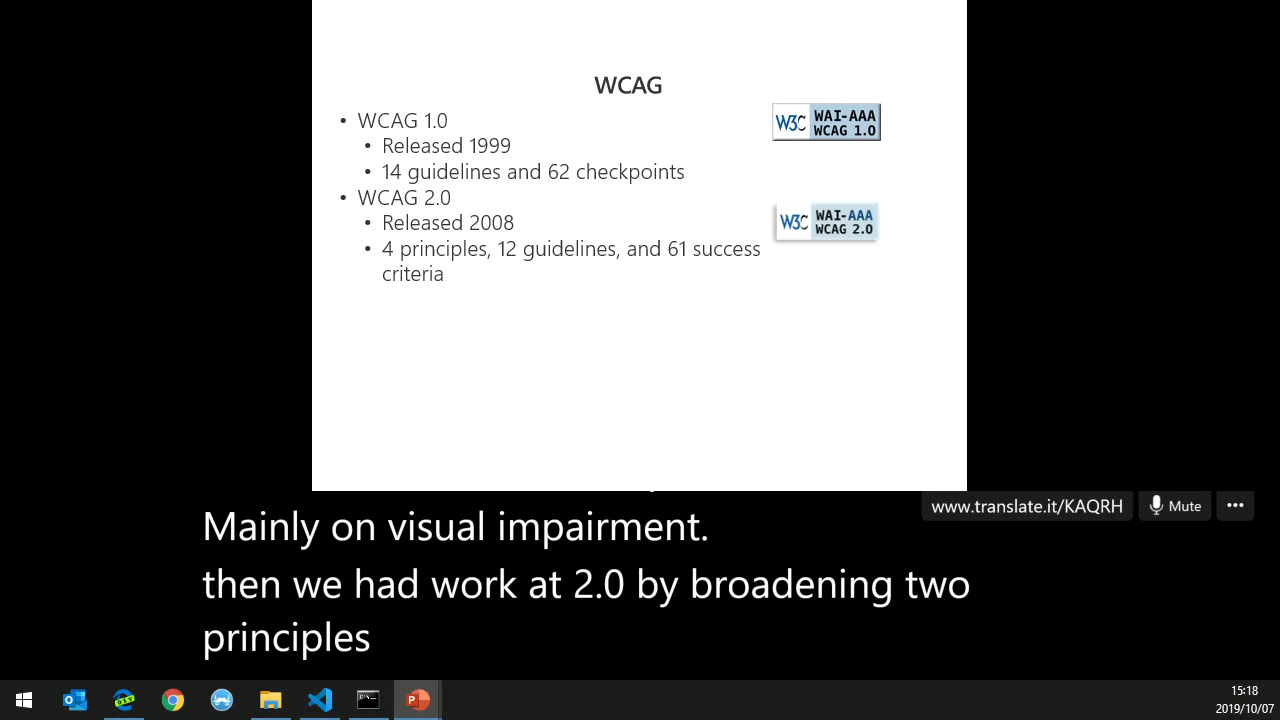 WCAG
• WCAG 1.0
• Released 1999
• 14 guidelines and 62 checkpoints
• WCAG 2.0
• Released 2008
• 4 principles, 12 guidelines, and 61 success
criteria
W3C WAI-AAA
WCAG 1.0
W3C WAI-AAA
WCAG 2.0
www.translate.it/KAQRH
Mute
Mainly on visual impairment.
then we had work at 2.0 by broadening two
principles
DEV
15:18
2019/10/07